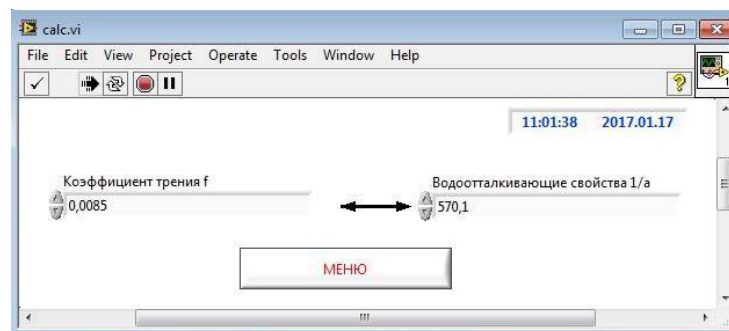 calc.vi
File Edit View Project Operate Tools Window Help
11:01:38 2017.01.17
Коэффициент трения f
Водоотталкивающие свойства 1/a
0,0085
570,1
МЕНЮ